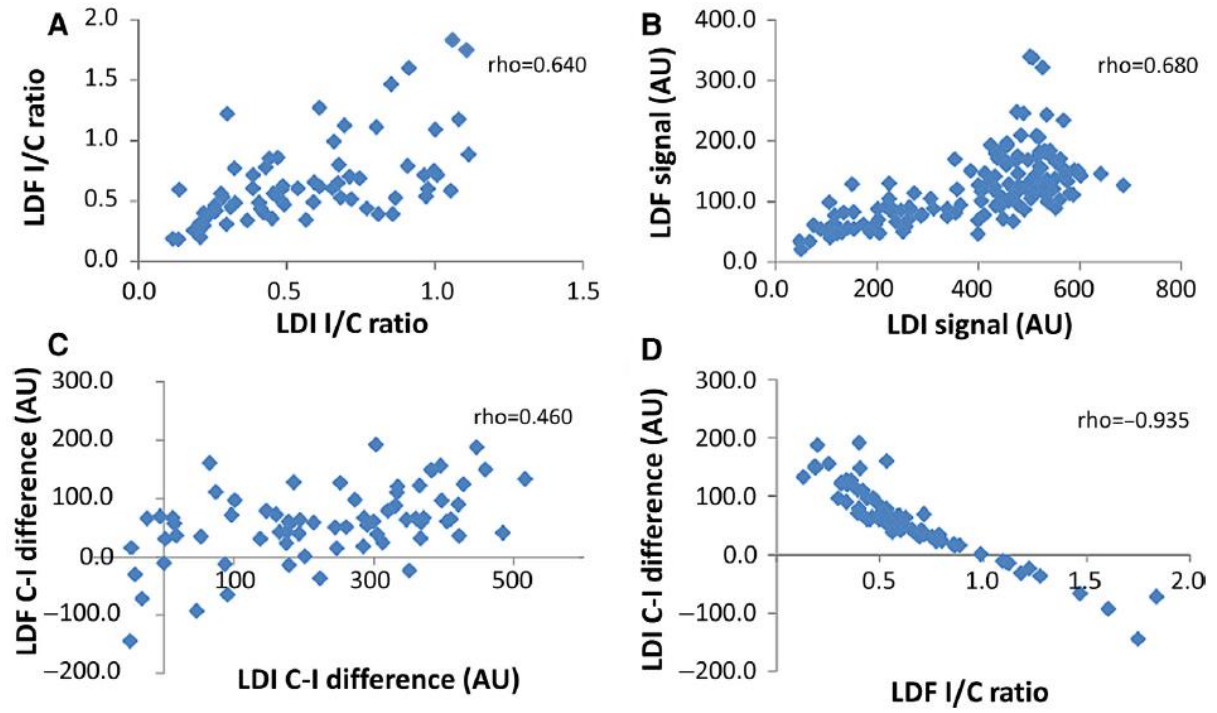 A
LDF I/C ratio
2.0
1.5
1.0
0.5
0.0
rho=0.640
0.0 0.5 1.0 1.5
LDI I/C ratio
B
LDF signal (AU)
400.0
300.0
200.0
100.0
0.0
rho=0.680
0.0 200 400 600 800
LDI signal (AU)
C
LDF C-I difference (AU)
300.0
200.0
100.0
0.0
−100.0
−200.0
rho=0.460
100 300 500
LDI C-I difference (AU)
D
LDI C-I difference (AU)
300.0
200.0
100.0
0.0
−100.0
−200.0
rho=−0.935
0.5 1.0 1.5 2.0
LDF I/C ratio